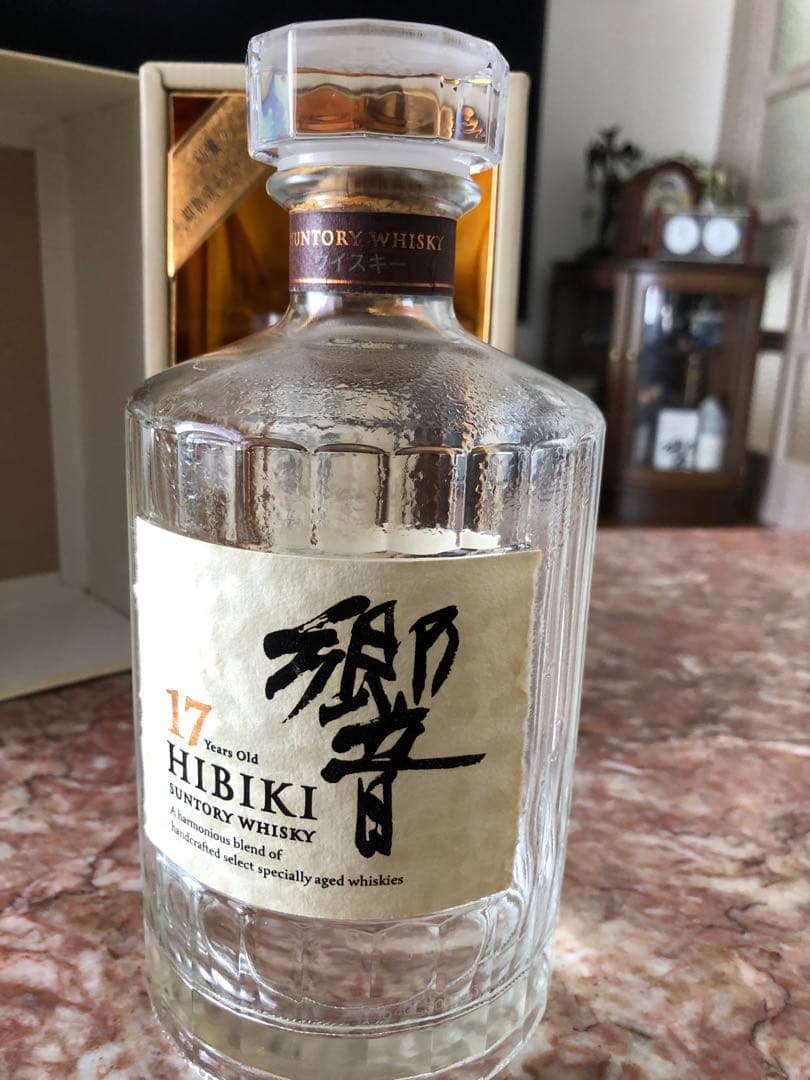 SUNTORY WHISKY
ウイスキー
響
17 Years Old
HIBIKI
SUNTORY WHISKY
A harmonious blend of
handcrafted select specially aged whiskies